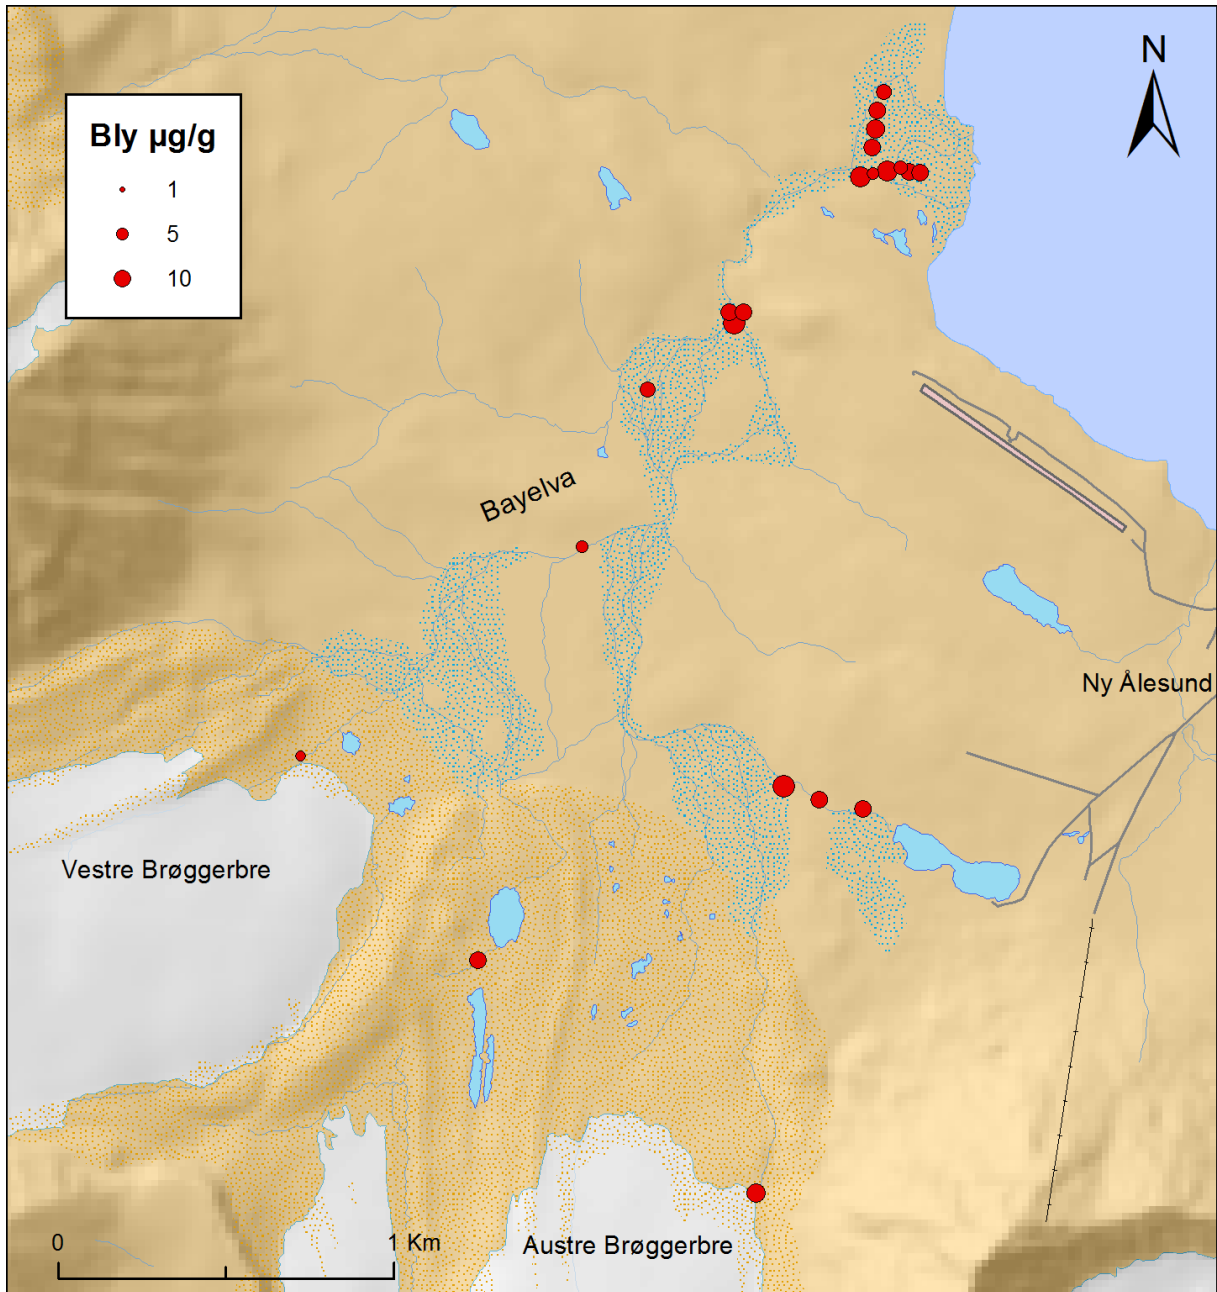 N
Bly µg/g
1
5
10
Bayelva
Ny Ålesund
Vestre Brøggerbre
Austre Brøggerbre
0 1 Km